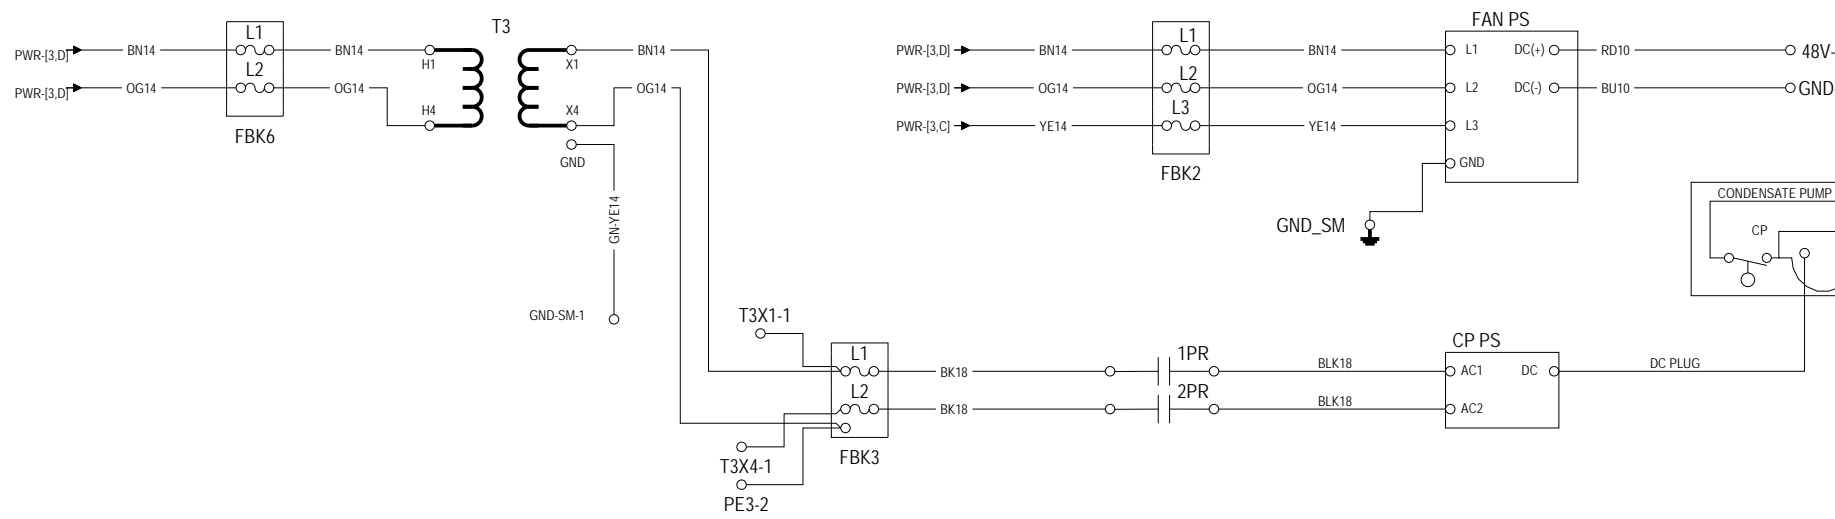 T3
FAN PS
L1
L1
PWR-[3,D]
BN14
BN14
H1
X1
BN14
PWR-[3,D]
BN14
BN14
L1
DC(+)
RD10
48V-
L2
L2
PWR-[3,D]
OG14
OG14
H4
X4
OG14
PWR-[3,D]
OG14
OG14
L2
DC(-)
BU10
GND
L3
PWR-[3,C]
YE14
YE14
L3
FBK6
GND
GND
FBK2
GN-YE14
GND_SM
CONDENSATE PUMP
CP
GND-SM-1
T3X1-1
L1
1PR
CP PS
BK18
BLK18
AC1
DC
DC PLUG
L2
2PR
BK18
BLK18
AC2
T3X4-1
FBK3
PE3-2